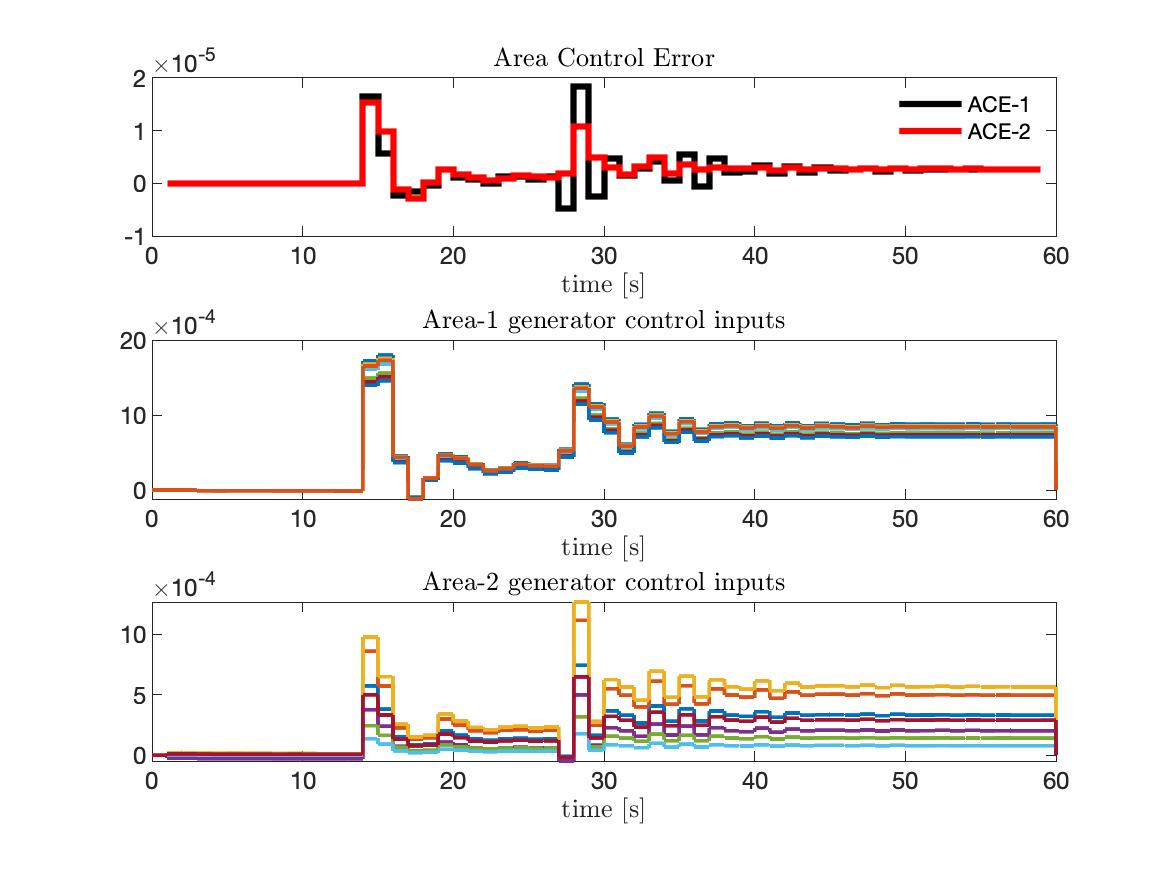 Area Control Error
×10-5
2
1
0
-1
ACE-1
ACE-2
0 10 20 30 40 50 60
time [s]
Area-1 generator control inputs
×10-4
20
10
0
0 10 20 30 40 50 60
time [s]
Area-2 generator control inputs
×10-4
10
5
0
0 10 20 30 40 50 60
time [s]